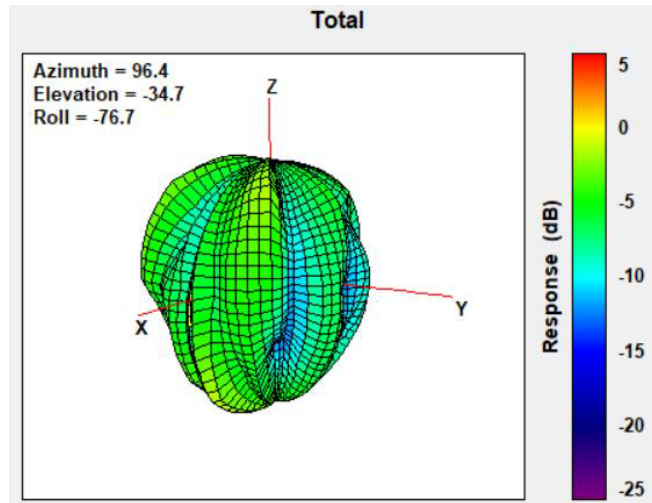 Total
Azimuth = 96.4
Elevation = -34.7
Roll = -76.7
Z
X
Y
Response (dB)
5
0
-5
-10
-15
-20
-25